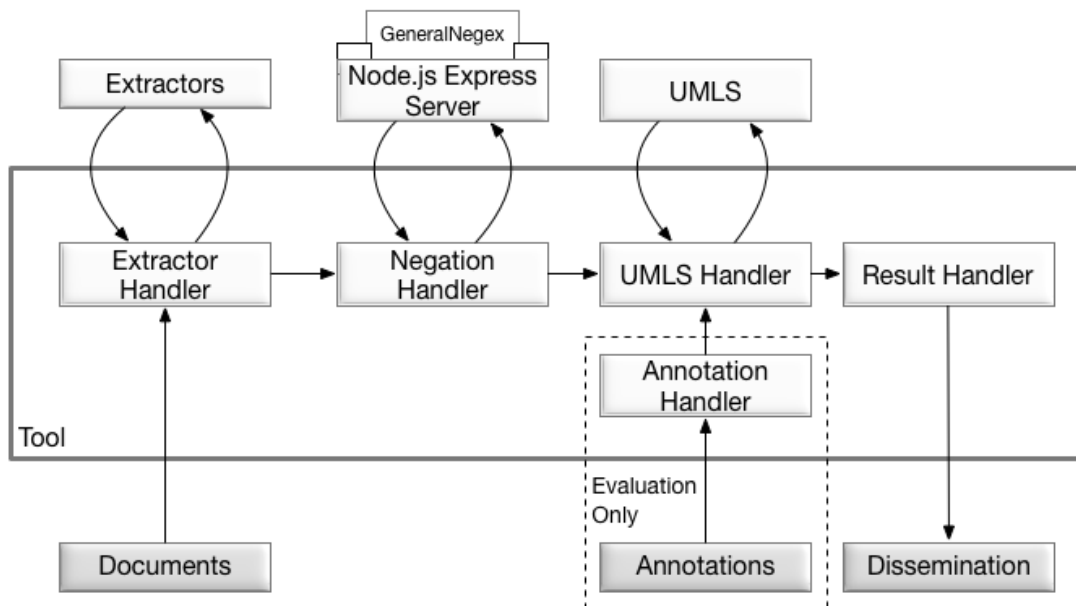 GeneralNegex
Extractors
Node.js Express
Server
UMLS
Extractor
Handler
Negation
Handler
UMLS Handler
Result Handler
Annotation
Handler
Tool
Evaluation
Only
Documents
Annotations
Dissemination